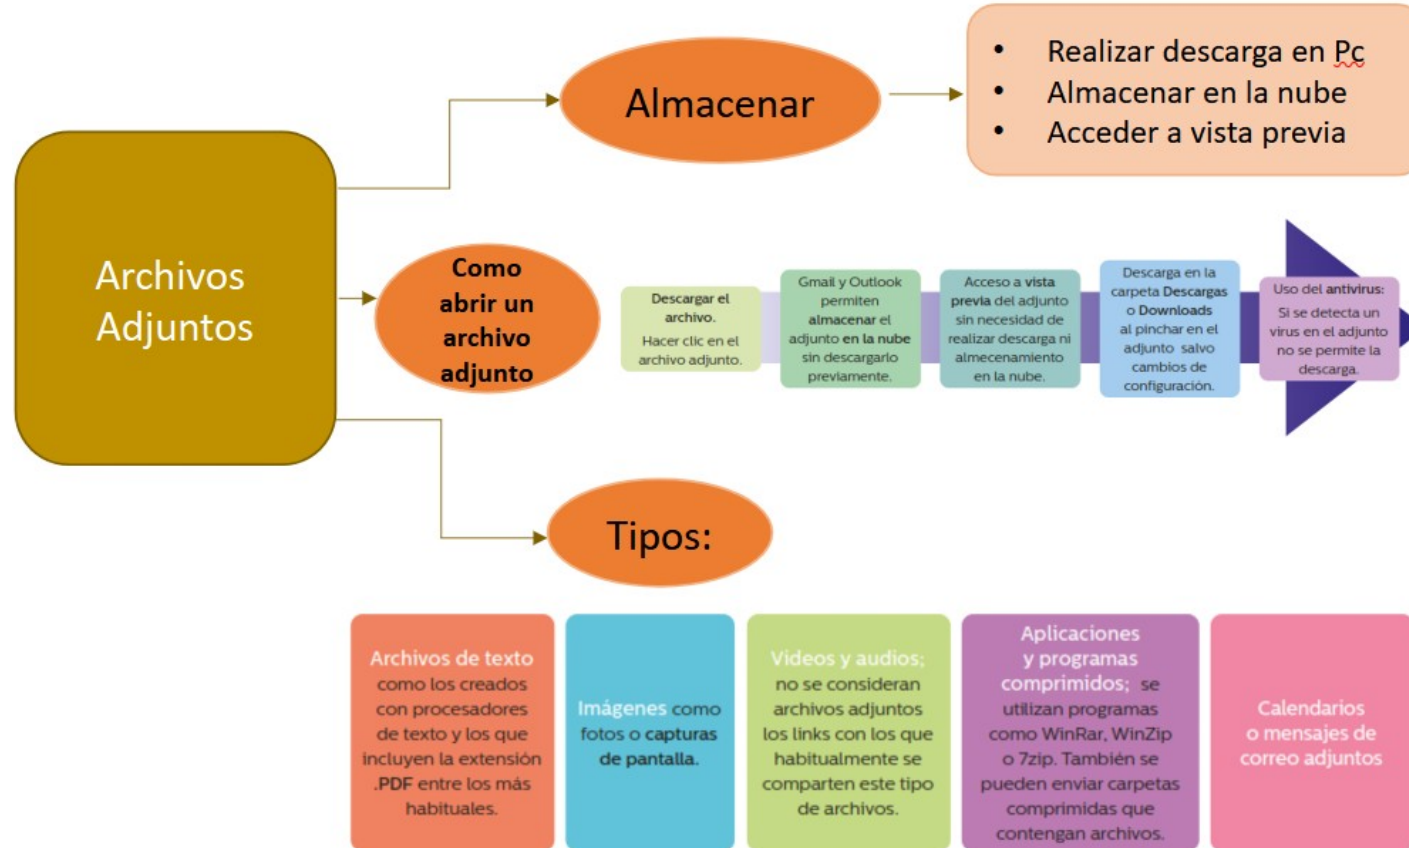 Archivos
Adjuntos
Almacenar
• Realizar descarga en Pc
• Almacenar en la nube
• Acceder a vista previa
Como
abrir un
archivo
adjunto
Descargar el
archivo.
Hacer clic en el
archivo adjunto.
Gmail y Outlook
permiten
almacenar el
adjunto en la nube
sin descargarlo
previamente.
Acceso a vista
previa del adjunto
sin necesidad de
realizar descarga ni
almecenamiento
en la nube.
Descarga en la
carpeta Descargas
o Downloads
al pinchar en el
adjunto salvo
cambios de
configuración.
Uso del antivirus:
Si se detecta un
virus en el adjunto
no se permite la
descarga.
Tipos:
Archivos de texto
como los creados
con procesadores
de texto y los que
incluyen la extensión
.PDF entre los más
habituales.
Imágenes como
fotos o capturas
de pantalla.
Videos y audios;
no se consideran
archivos adjuntos
los links con los que
habitualmente se
comparten este tipo
de archivos.
Aplicaciones
y programas
comprimidos; se
utilizan programas
como WinRar, WinZip
o 7zip. También se
pueden enviar carpetas
comprimidas que
contengan archivos.
Calendarios
o mensajes de
correo adjuntos